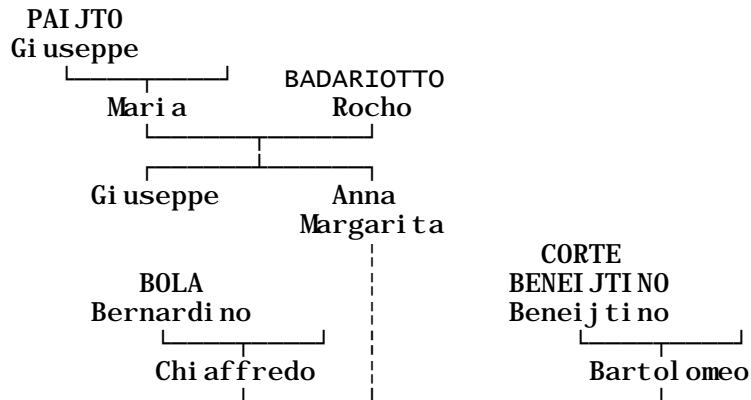 PAIJTO
Giuseppe
BADARIOTTO
Maria Rocho
Giuseppe Anna
Margarita
CORTE
BOLA BENEIJTINO
Bernardino Beneijtino
Chiaffredo Bartolomeo